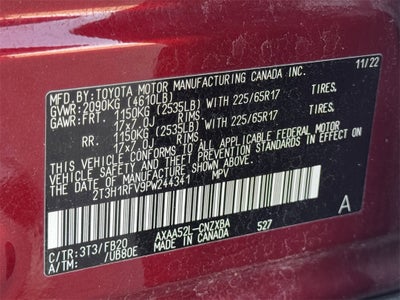 MFD. BY: TOYOTA MOTOR MANUFACTURING CANADA INC. 11/22
GVWR: 2090KG (4610LB)
GAWR: FRT. 1150KG (2535LB) WITH 225/65R17 TIRES,
17x7.0J RIMS,
RR. 1150KG (2535LB) WITH 225/65R17 TIRES,
17x7.0J RIMS,
THIS VEHICLE CONFORMS TO ALL APPLICABLE FEDERAL MOTOR
VEHICLE SAFETY, BUMPER, AND THEFT PREVENTION STANDARDS IN EFFECT ON
THE DATE OF MANUFACTURE SHOWN ABOVE.
2T3H1RFV9PW244341 MPV
C/TR: 3T3/FB20 AXAA52L-CNZXBA 527 A
A/TM: /UB80E MADE IN CANADA